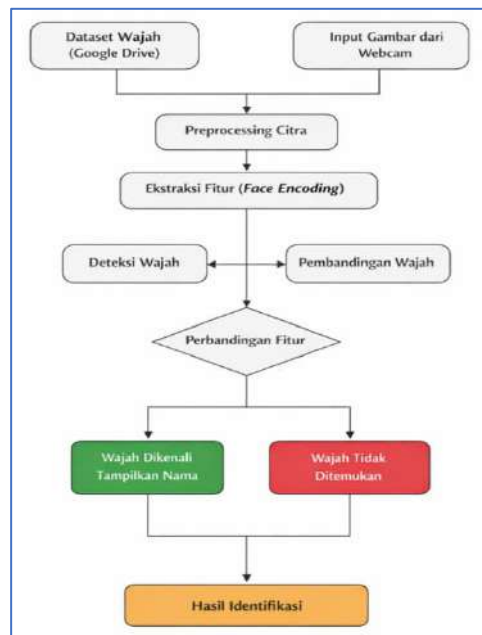 Dataset Wajah
(Google Drive)
Input Gambar dari
Webcam
Preprocessing Citra
Ekstraksi Fitur (Face Encoding)
Deteksi Wajah
Pembandingan Wajah
Perbandingan Fitur
Wajah Dikenali
Tampilkan Nama
Wajah Tidak
Ditemukan
Hasil Identifikasi